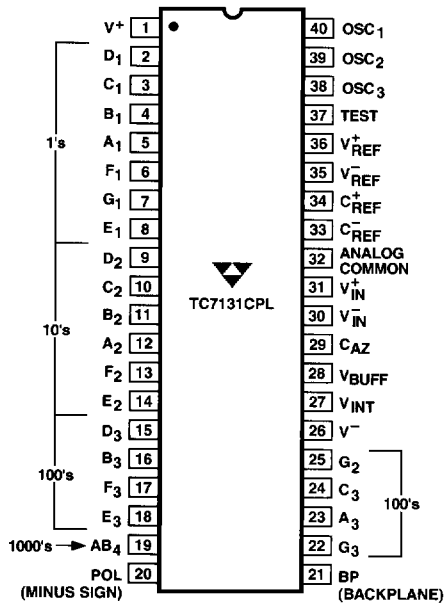 V+ 1
D1 2
C1 3
B1 4
A1 5
F1 6
G1 7
E1 8
D2 9
C2 10
B2 11
A2 12
F2 13
E2 14
D3 15
B3 16
F3 17
E3 18
AB4 19
POL 20
(MINUS SIGN)
1's
10's
100's
1000's
TC7131CPL
40 OSC1
39 OSC2
38 OSC3
37 TEST
36 V+REF
35 V−REF
34 C+REF
33 C−REF
32 ANALOG
COMMON
31 V+IN
30 V−IN
29 CAZ
28 VBUFF
27 VINT
26 V−
25 G2
24 C3
23 A3
22 G3
21 BP
(BACKPLANE)
100's